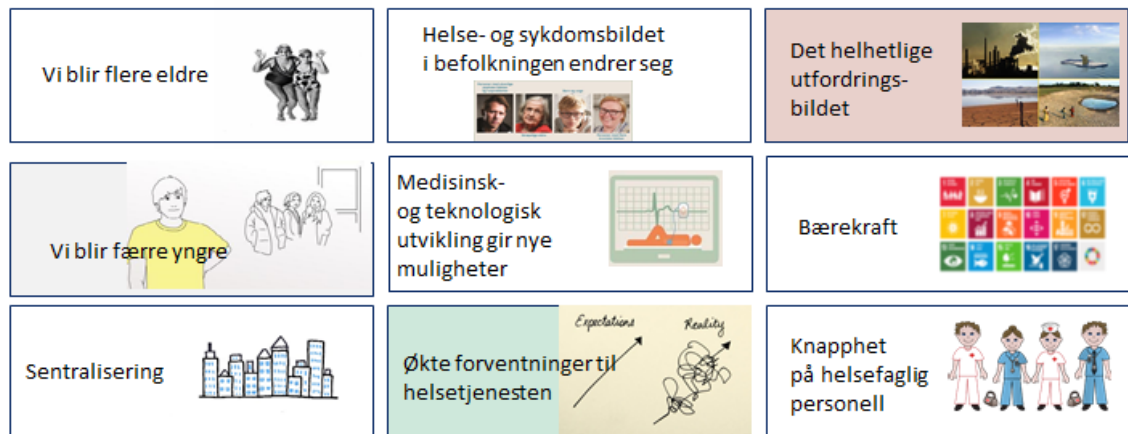 Vi blir flere eldre
Helse- og sykdomsbildet
i befolkningen endrer seg
Det helhetlige
utfordrings-
bildet
Vi blir færre yngre
Medisinsk-
og teknologisk
utvikling gir nye
muligheter
Bærekraft
Sentralisering
Økte forventninger til
helsetjenesten
Expectations
Reality
Knapphet
på helsefaglig
personell